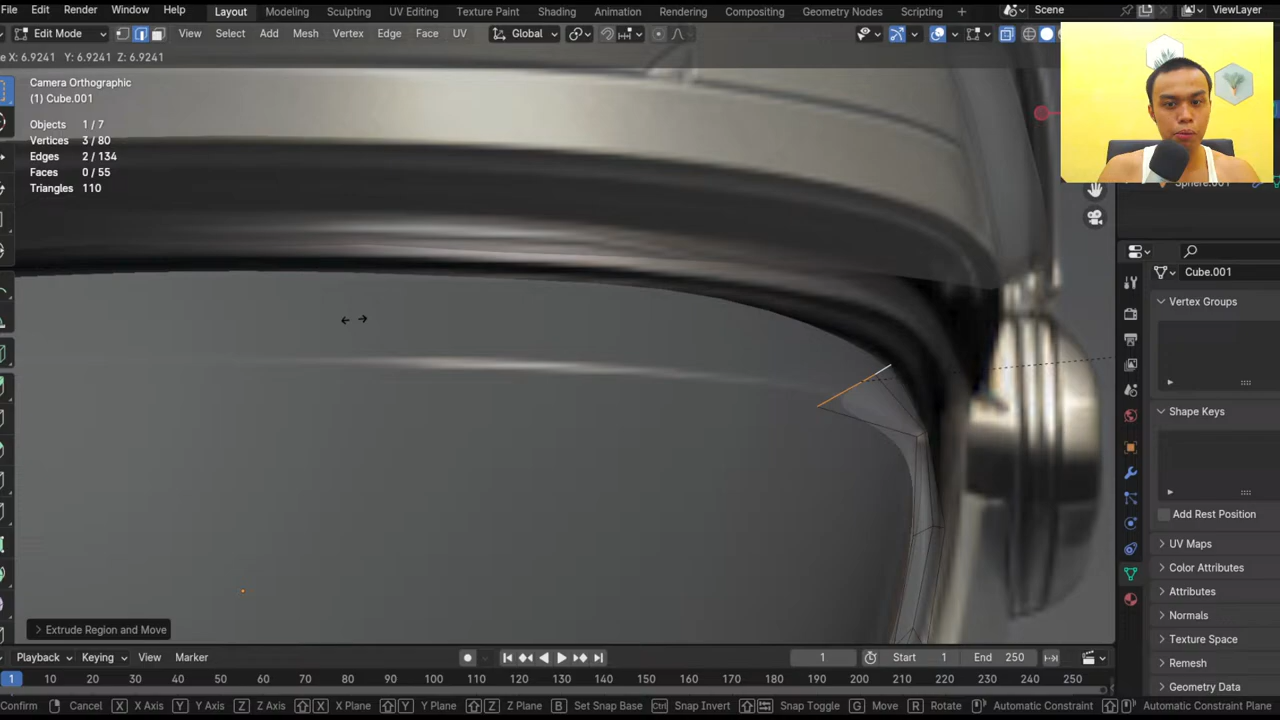 File Edit Render Window Help
Layout Modeling Sculpting UV Editing Texture Paint Shading Animation Rendering Compositing Geometry Nodes Scripting +
Scene
ViewLayer
Edit Mode View Select Add Mesh Vertex Edge Face UV Global
e X: 6.9241 Y: 6.9241 Z: 6.9241
Camera Orthographic
(1) Cube.001
Objects 1 / 7
Vertices 3 / 80
Edges 2 / 134
Faces 0 / 55
Triangles 110
Sphere.001
Cube.001
Vertex Groups
Shape Keys
Add Rest Position
UV Maps
Color Attributes
Attributes
Normals
Texture Space
Remesh
Geometry Data
Extrude Region and Move
Playback Keying View Marker 1 Start 1 End 250
1 10 20 30 40 50 60 70 80 90 100 110 120 130 140 150 160 170 180 190 200 210 220 230 240 250
Confirm Cancel X X Axis Y Y Axis Z Z Axis X X Plane Y Y Plane Z Z Plane B Set Snap Base Ctrl Snap Invert Snap Toggle G Move R Rotate Automatic Constraint Automatic Constraint Plane